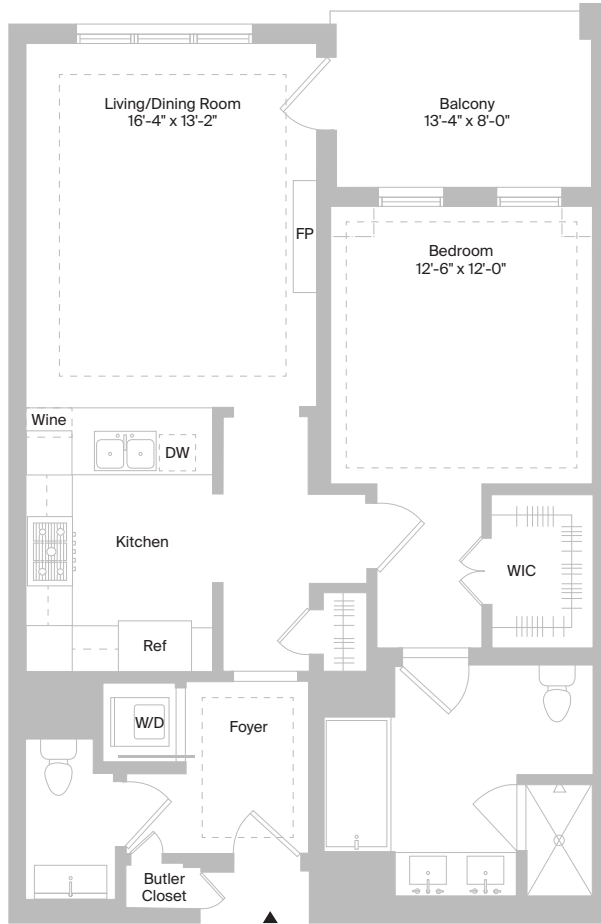 Living/Dining Room
16'-4" x 13'-2"
Balcony
13'-4" x 8'-0"
FP
Bedroom
12'-6" x 12'-0"
Wine
DW
Kitchen
WIC
Ref
W/D
Foyer
Butler
Closet